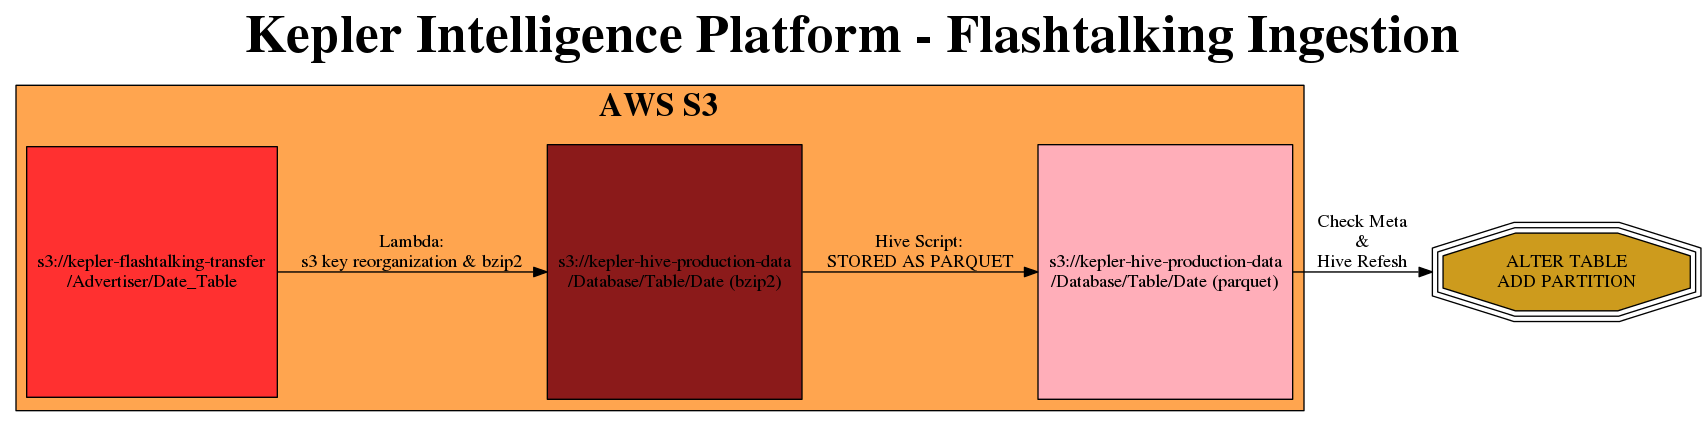 Kepler Intelligence Platform - Flashtalking Ingestion
AWS S3
s3://kepler-flashtalking-transfer
/Advertiser/Date_Table
Lambda:
s3 key reorganization & bzip2
s3://kepler-hive-production-data
/Database/Table/Date (bzip2)
Hive Script:
STORED AS PARQUET
s3://kepler-hive-production-data
/Database/Table/Date (parquet)
Check Meta
&
Hive Refesh
ALTER TABLE
ADD PARTITION